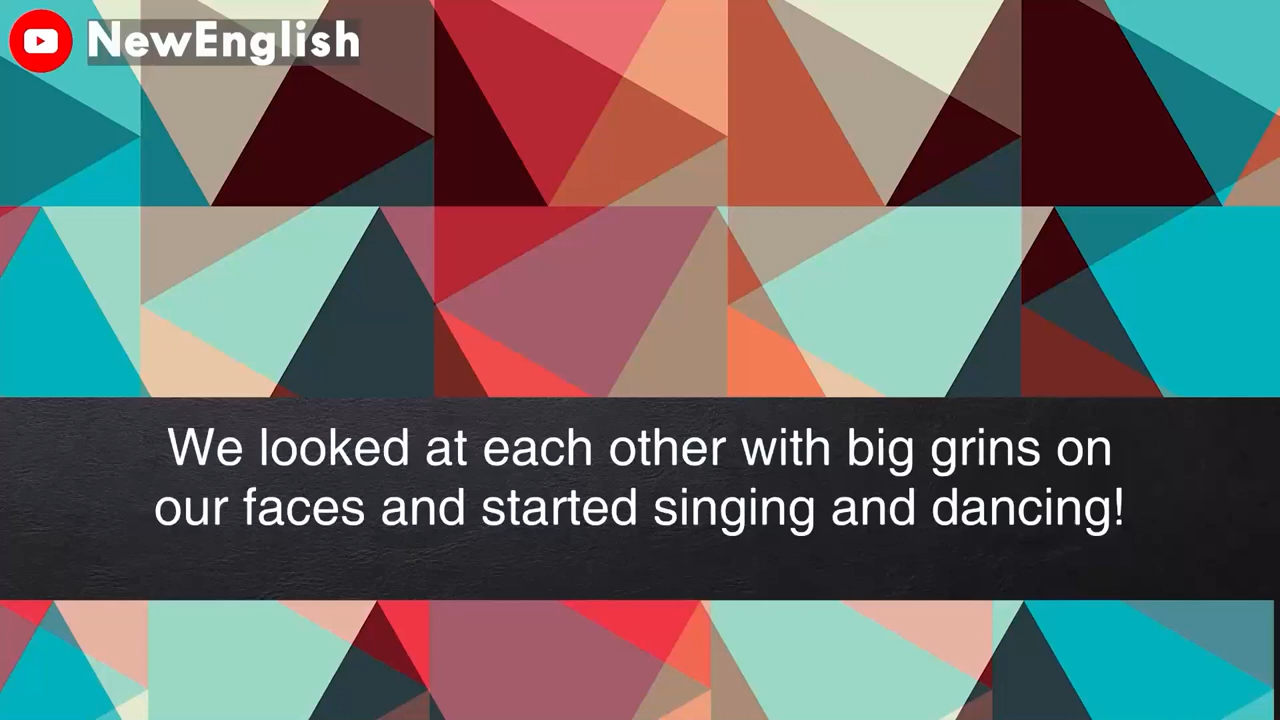 NewEnglish
We looked at each other with big grins on
our faces and started singing and dancing!